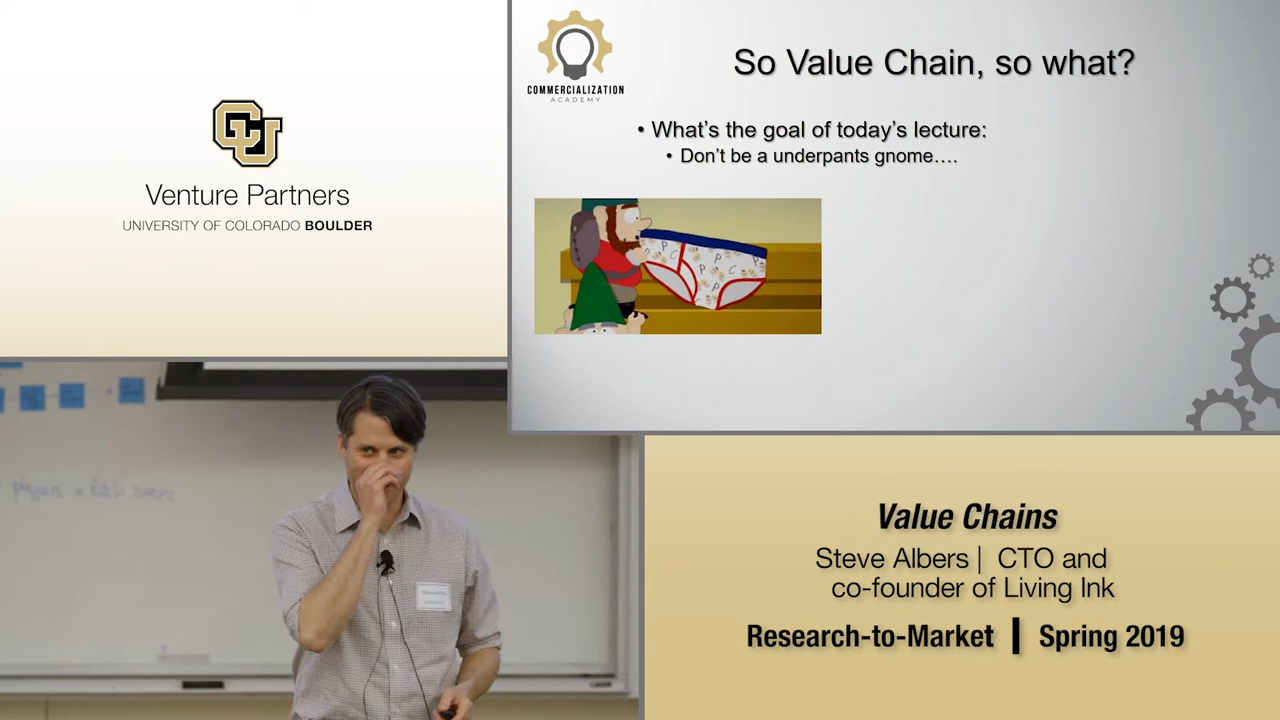 CU
Venture Partners
UNIVERSITY OF COLORADO BOULDER
COMMERCIALIZATION
ACADEMY
So Value Chain, so what?
• What's the goal of today's lecture:
• Don't be a underpants gnome….
Value Chains
Steve Albers | CTO and
co-founder of Living Ink
Research-to-Market | Spring 2019